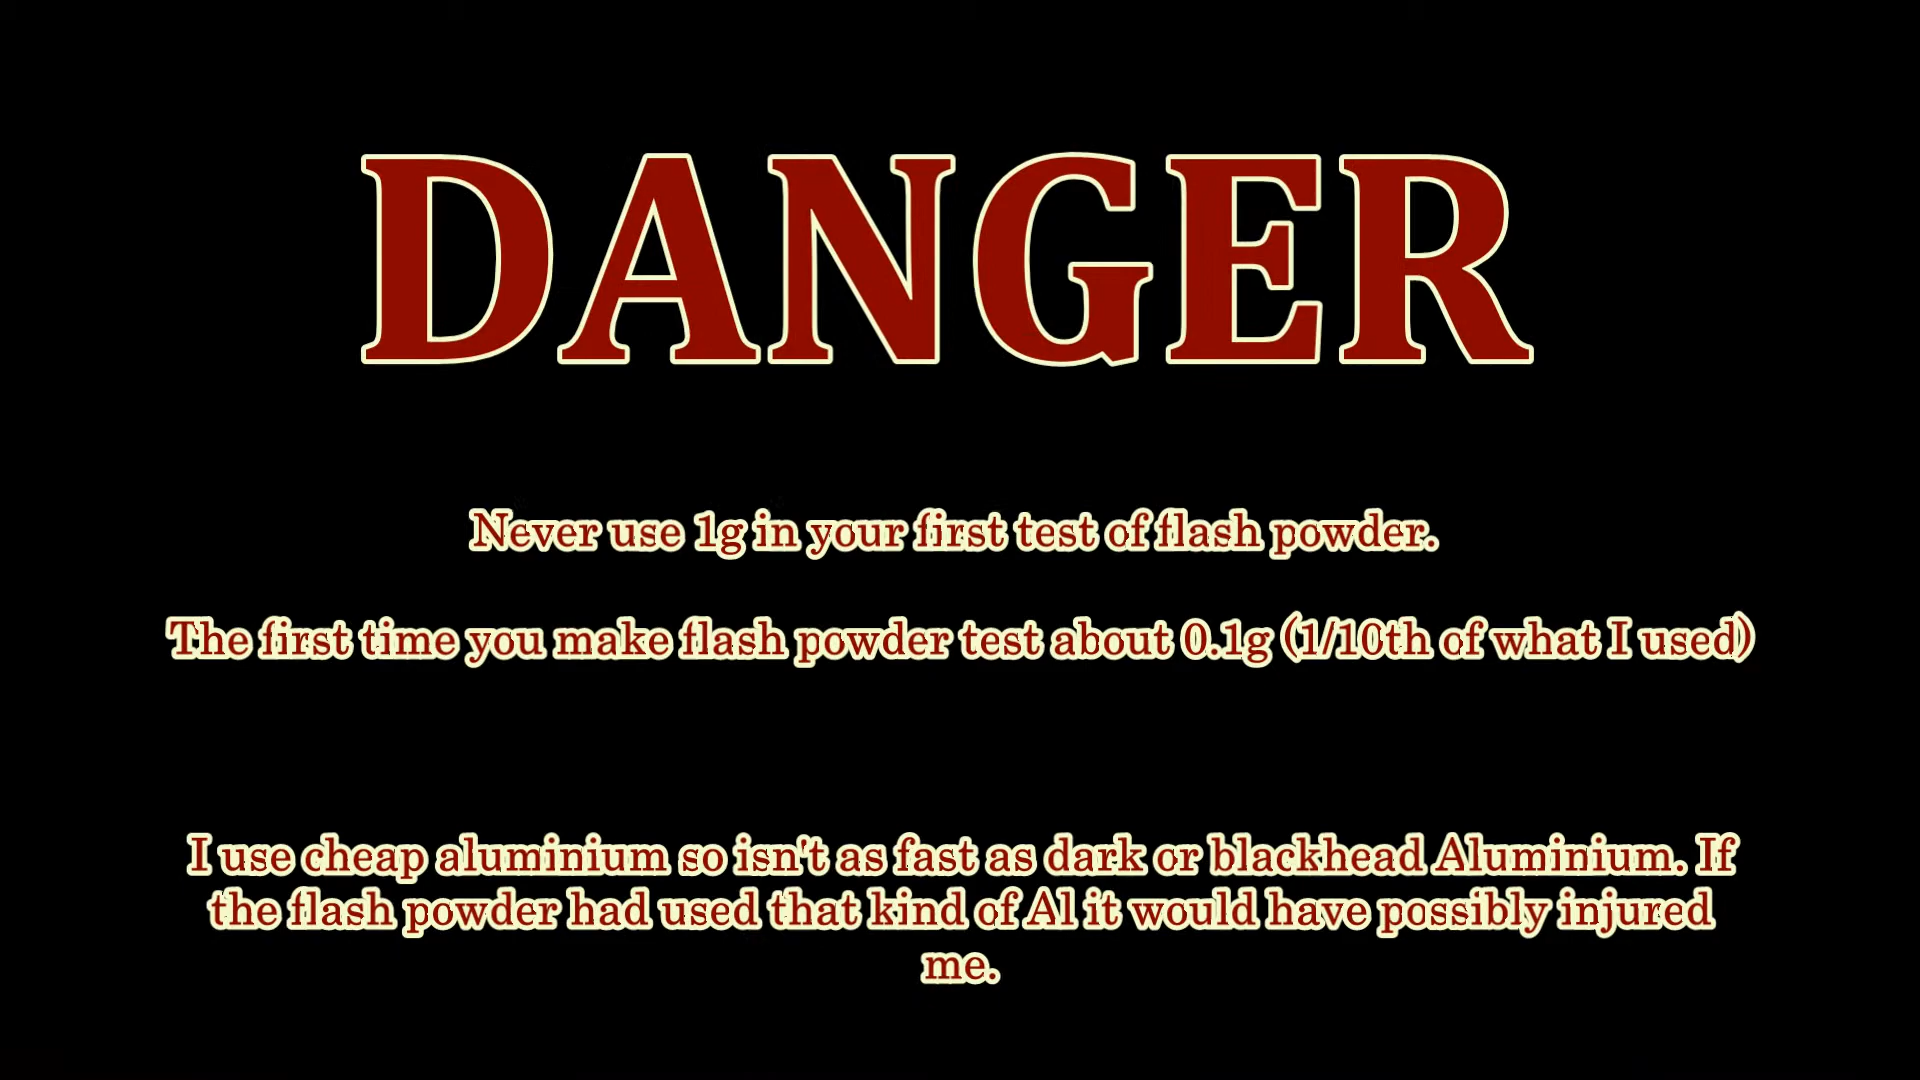 DANGER
Never use 1g in your first test of flash powder.
The first time you make flash powder test about 0.1g (1/10th of what I used)
I use cheap aluminium so isn't as fast as dark or blackhead Aluminium. If
the flash powder had used that kind of Al it would have possibly injured
me.